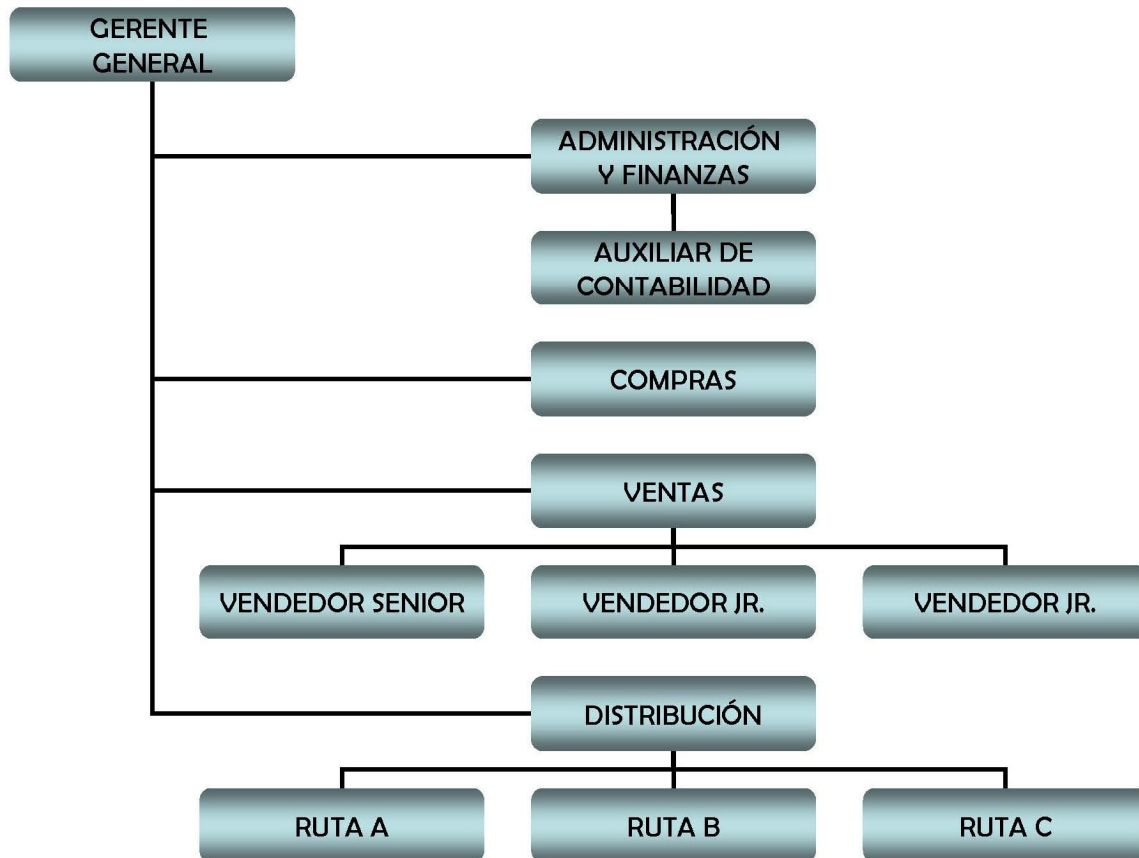 GERENTE
GENERAL
ADMINISTRACIÓN
Y FINANZAS
AUXILIAR DE
CONTABILIDAD
COMPRAS
VENTAS
VENDEDOR SENIOR
VENDEDOR JR.
VENDEDOR JR.
DISTRIBUCIÓN
RUTA A
RUTA B
RUTA C